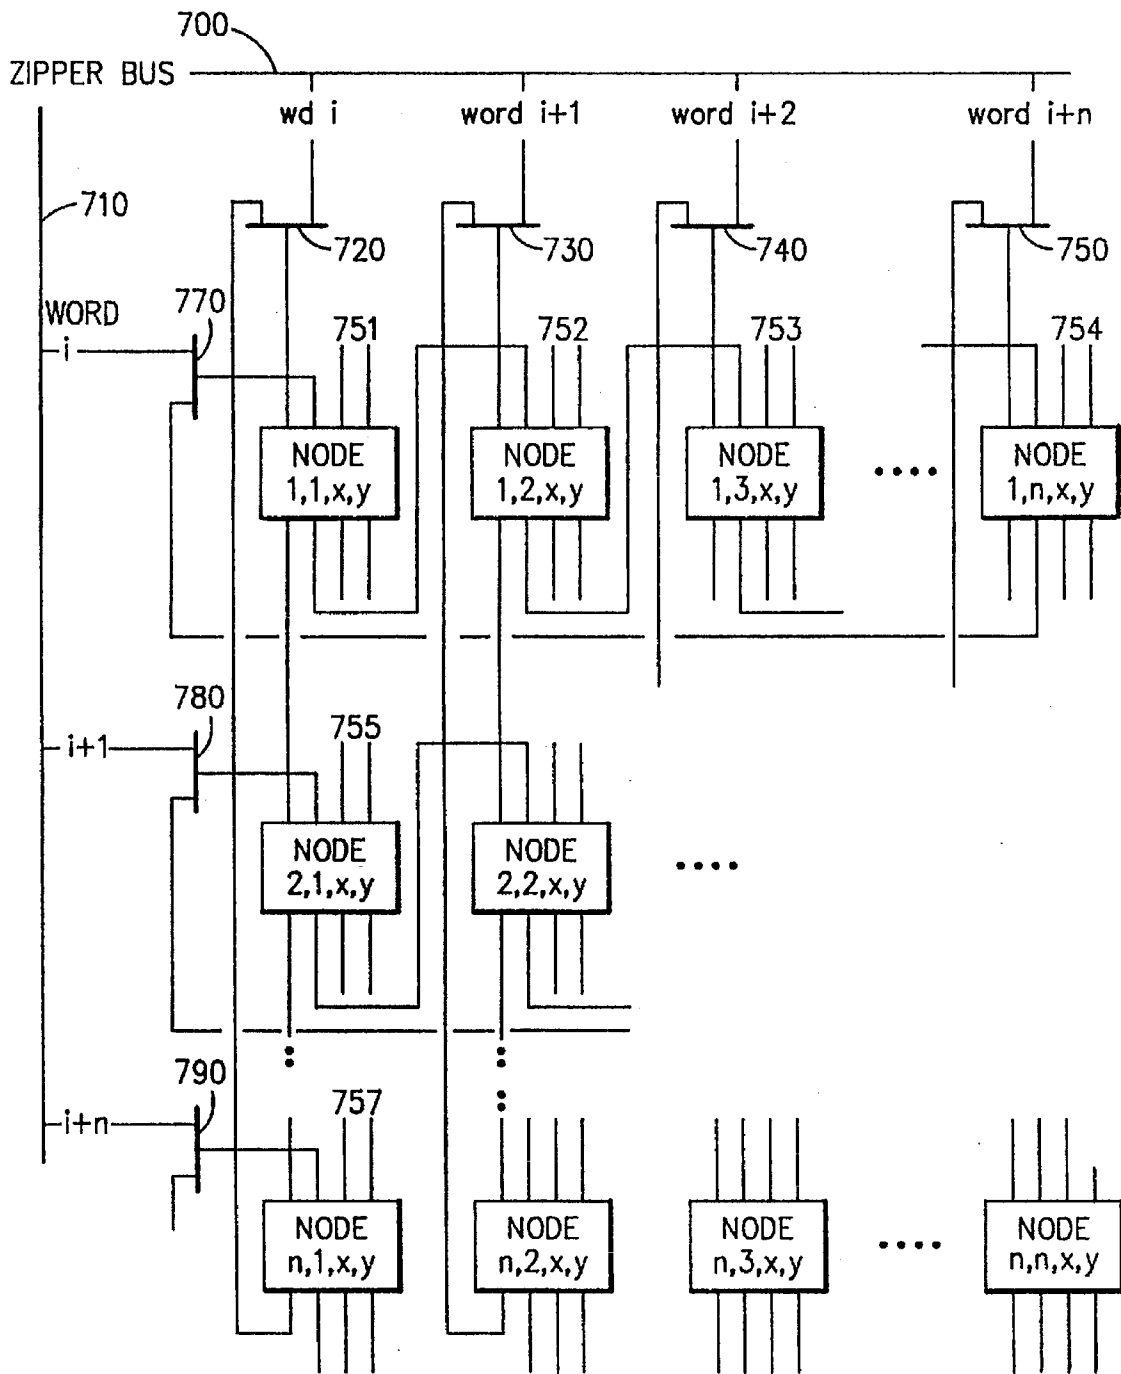 700
ZIPPER BUS
wd i word i+1 word i+2 word i+n
710
720 730 740 750
WORD
770
i
751 752 753 754
NODE 1,1,x,y
NODE 1,2,x,y
NODE 1,3,x,y
NODE 1,n,x,y
780
i+1
755
NODE 2,1,x,y
NODE 2,2,x,y
790
i+n
757
NODE n,1,x,y
NODE n,2,x,y
NODE n,3,x,y
NODE n,n,x,y